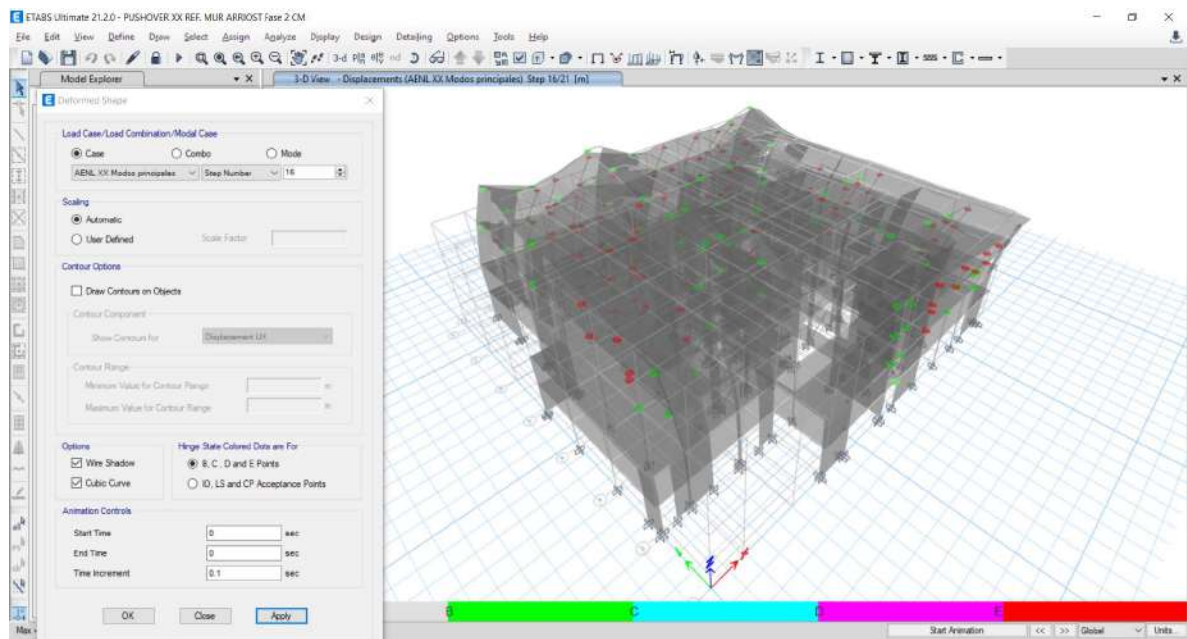 ETABS Ultimate 21.2.0 - PUSHOVER XX REF. MUR ARRIOST Fase 2 CM
File Edit View Define Draw Select Assign Analyze Display Design Detailing Options Tools Help
3-d
nd
Model Explorer
3-D View - Displacements (AENL XX Modos principales) Step 16/21 [m]
Deformed Shape
Load Case/Load Combination/Modal Case
Case Combo Mode
AENL XX Modos principales Step Number 16
Scaling
Automatic
User Defined Scale Factor
Contour Options
Draw Contours on Objects
Contour Component
Show Contours for Displacement UX
Contour Range
Minimum Value for Contour Range m
Maximum Value for Contour Range m
Options Hinge State Colored Dots are For
Wire Shadow B, C, D and E Points
Cubic Curve IO, LS and CP Acceptance Points
Animation Controls
Start Time 0 sec
End Time 0 sec
Time Increment 0.1 sec
OK Close Apply
B C D E
Start Animation << >> Global Units...